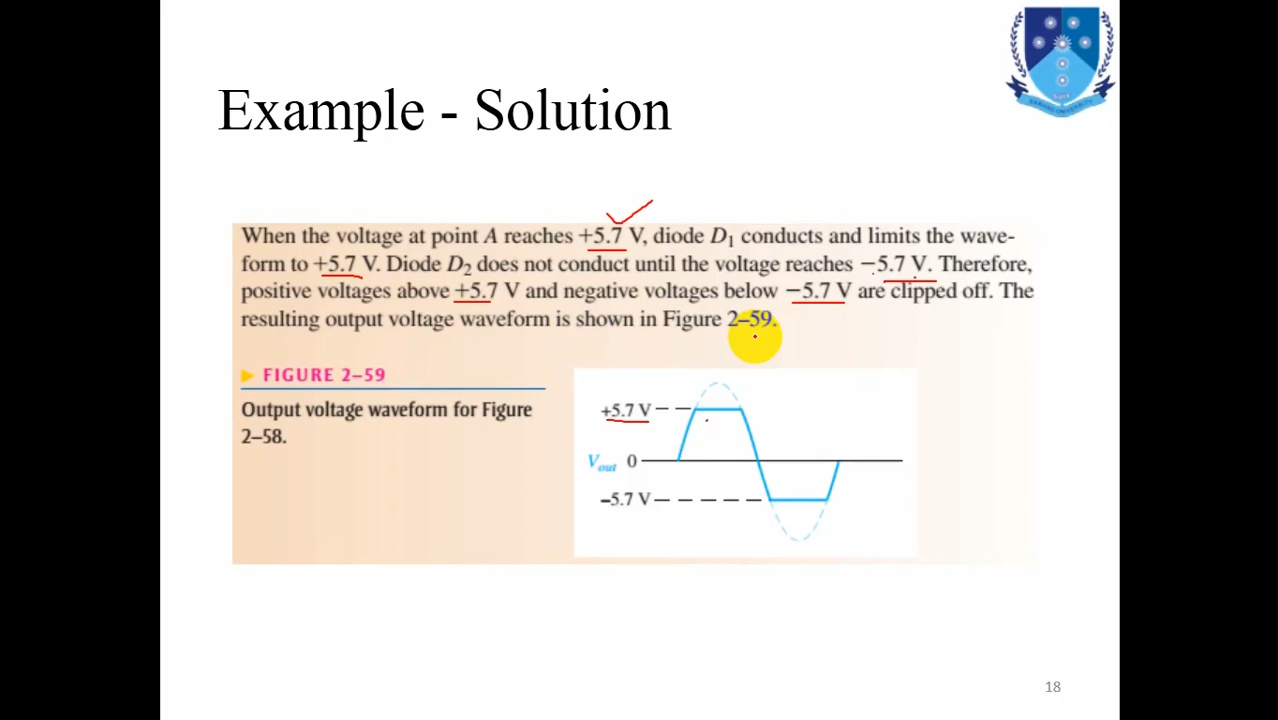 Example - Solution
When the voltage at point A reaches +5.7 V, diode D₁ conducts and limits the wave-
form to +5.7 V. Diode D₂ does not conduct until the voltage reaches −5.7 V. Therefore,
positive voltages above +5.7 V and negative voltages below −5.7 V are clipped off. The
resulting output voltage waveform is shown in Figure 2–59.
FIGURE 2–59
Output voltage waveform for Figure
2–58.
+5.7 V
Vout 0
−5.7 V
18